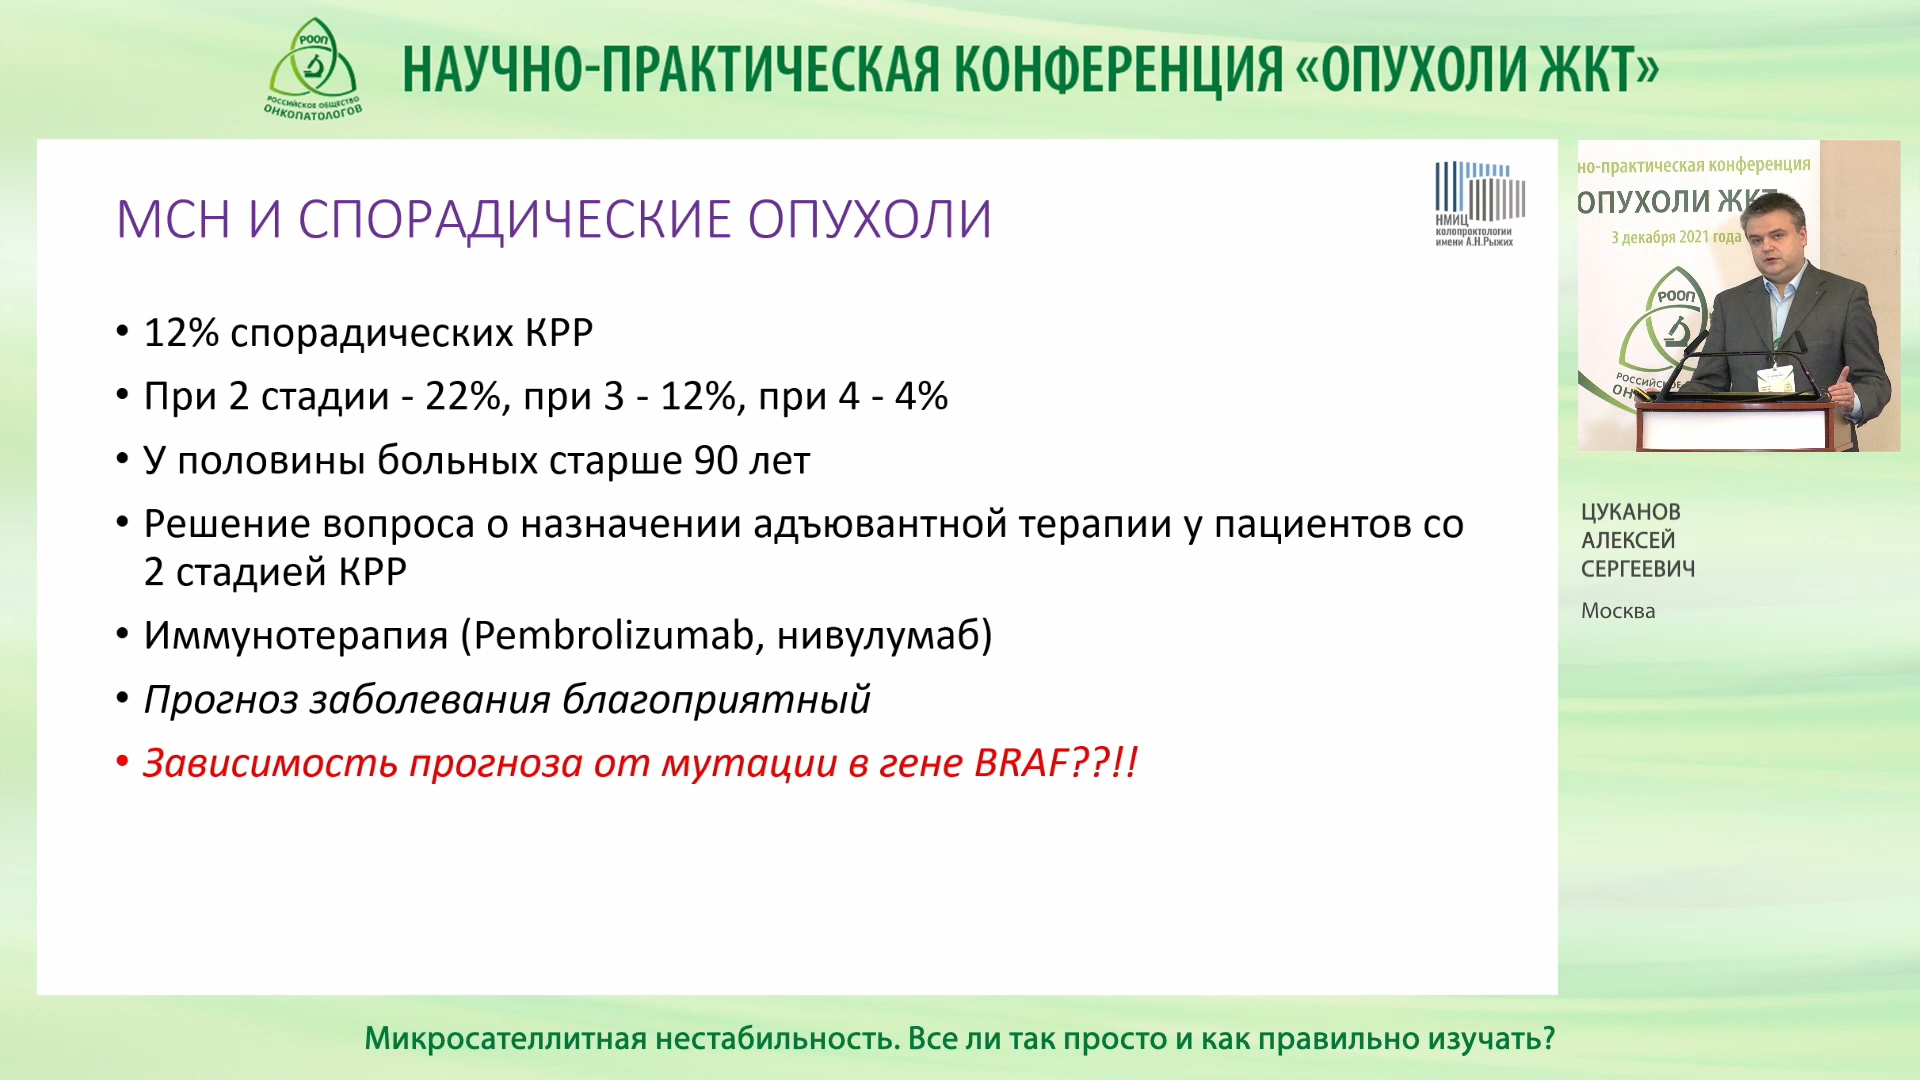 РООП
РОССИЙСКОЕ ОБЩЕСТВО
ОНКОПАТОЛОГОВ
НАУЧНО-ПРАКТИЧЕСКАЯ КОНФЕРЕНЦИЯ «ОПУХОЛИ ЖКТ»
МСН И СПОРАДИЧЕСКИЕ ОПУХОЛИ
НМИЦ
колопроктологии
имени А.Н.Рыжих
• 12% спорадических КРР
• При 2 стадии - 22%, при 3 - 12%, при 4 - 4%
• У половины больных старше 90 лет
• Решение вопроса о назначении адъювантной терапии у пациентов со
2 стадией КРР
• Иммунотерапия (Pembrolizumab, нивулумаб)
• Прогноз заболевания благоприятный
• Зависимость прогноза от мутации в гене BRAF??!!
но-практическая конференция
ОПУХОЛИ ЖКТ
3 декабря 2021 года
РООП
ЦУКАНОВ
АЛЕКСЕЙ
СЕРГЕЕВИЧ
Москва
Микросателлитная нестабильность. Все ли так просто и как правильно изучать?